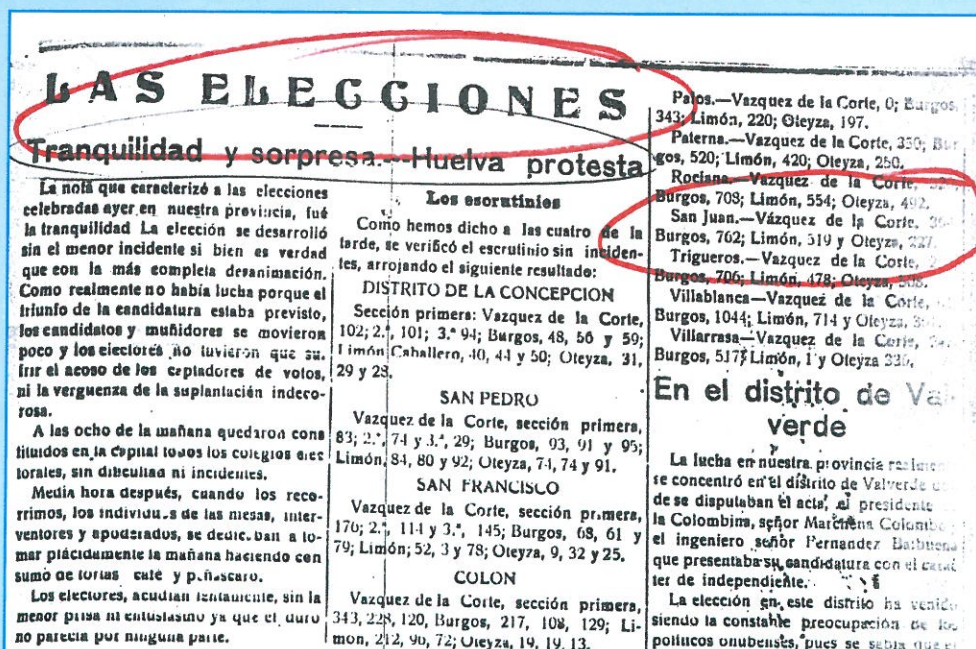 LAS ELECCIONES
Tranquilidad y sorpresa.--Huelva protesta
La nota que caracterizó a las elecciones
celebradas ayer en nuestra provincia, fué
la tranquilidad. La elección se desarrolló
sin el menor incidente si bien es verdad
que con la más completa desanimación.
Como realmente no había lucha porque el
triunfo de la candidatura estaba previsto,
los candidatos y muñidores se movieron
poco y los electores no tuvieron que su.
frir el acoso de los captadores de votos,
ni la verguenza de la suplantación indeco-
rosa.
A las ocho de la mañana quedaron cons
tituidos en la capital todos los colegios elec
torales, sin dificultad ni incidentes.
Media hora después, cuando los reco-
rrimos, los individuos de las mesas, inter-
ventores y apoderados, se dedicaban a to-
mar plácidamente la mañana haciendo con
sumo de tortas café y peñascaro.
Los electores, acudían lentamente, sin la
menor prisa ni entusiasmo ya que el duro
no parecía por ninguna parte.
Los escrutinios
Como hemos dicho a las cuatro de la
tarde, se verificó el escrutinio sin inciden-
tes, arrojando el siguiente resultado:
DISTRITO DE LA CONCEPCION
Sección primera: Vazquez de la Corte,
102; 2.ª, 101; 3.ª 94; Burgos, 48, 56 y 59;
Limón Caballero, 40, 44 y 50; Oteyza, 31,
29 y 28.
SAN PEDRO
Vazquez de la Corte, sección primera,
83; 2.ª, 74 y 3.ª, 29; Burgos, 93, 91 y 95;
Limón, 84, 80 y 92; Oteyza, 74, 74 y 91.
SAN FRANCISCO
Vazquez de la Corte, sección primera,
176; 2.ª, 114 y 3.ª, 145; Burgos, 68, 61 y
79; Limón; 52, 3 y 78; Oteyza, 9, 32 y 25.
COLON
Vazquez de la Corte, sección primera,
343, 228, 120, Burgos, 217, 108, 129; Li-
mon, 212, 96, 72; Oteyza, 19, 19, 13.
Palos.—Vazquez de la Corte, 0; Burgos,
343; Limón, 220; Oteyza, 197.
Paterna.—Vazquez de la Corte, 350; Bur
gos, 520; Limón, 420; Oteyza, 250.
Rociana.—Vazquez de la Corte,
Burgos, 708; Limón, 554; Oteyza, 492.
San Juan.—Vázquez de la Corte,
Burgos, 762; Limón, 519 y Oteyza, 227.
Trigueros.—Vazquez de la Corte,
Burgos, 706; Limón, 478; Oteyza, 508.
Villablanca—Vazquez de la Corte,
Burgos, 1044; Limón, 714 y Oteyza,
Villarrasa—Vazquez de la Corte,
Burgos, 517; Limón, 1 y Oteyza
En el distrito de Val-
verde
La lucha en nuestra provincia realmente
se concentró en el distrito de Valverde
de se disputaban el acta, el presidente
la Colombina, señor Marchena Colombo
el ingeniero señor Fernandez Balbuena
que presentaba su candidatura con el carác
ter de independiente.
La elección en este distrito ha venido
siendo la constable preocupación de los
políticos onubenses, pues se sabía que el